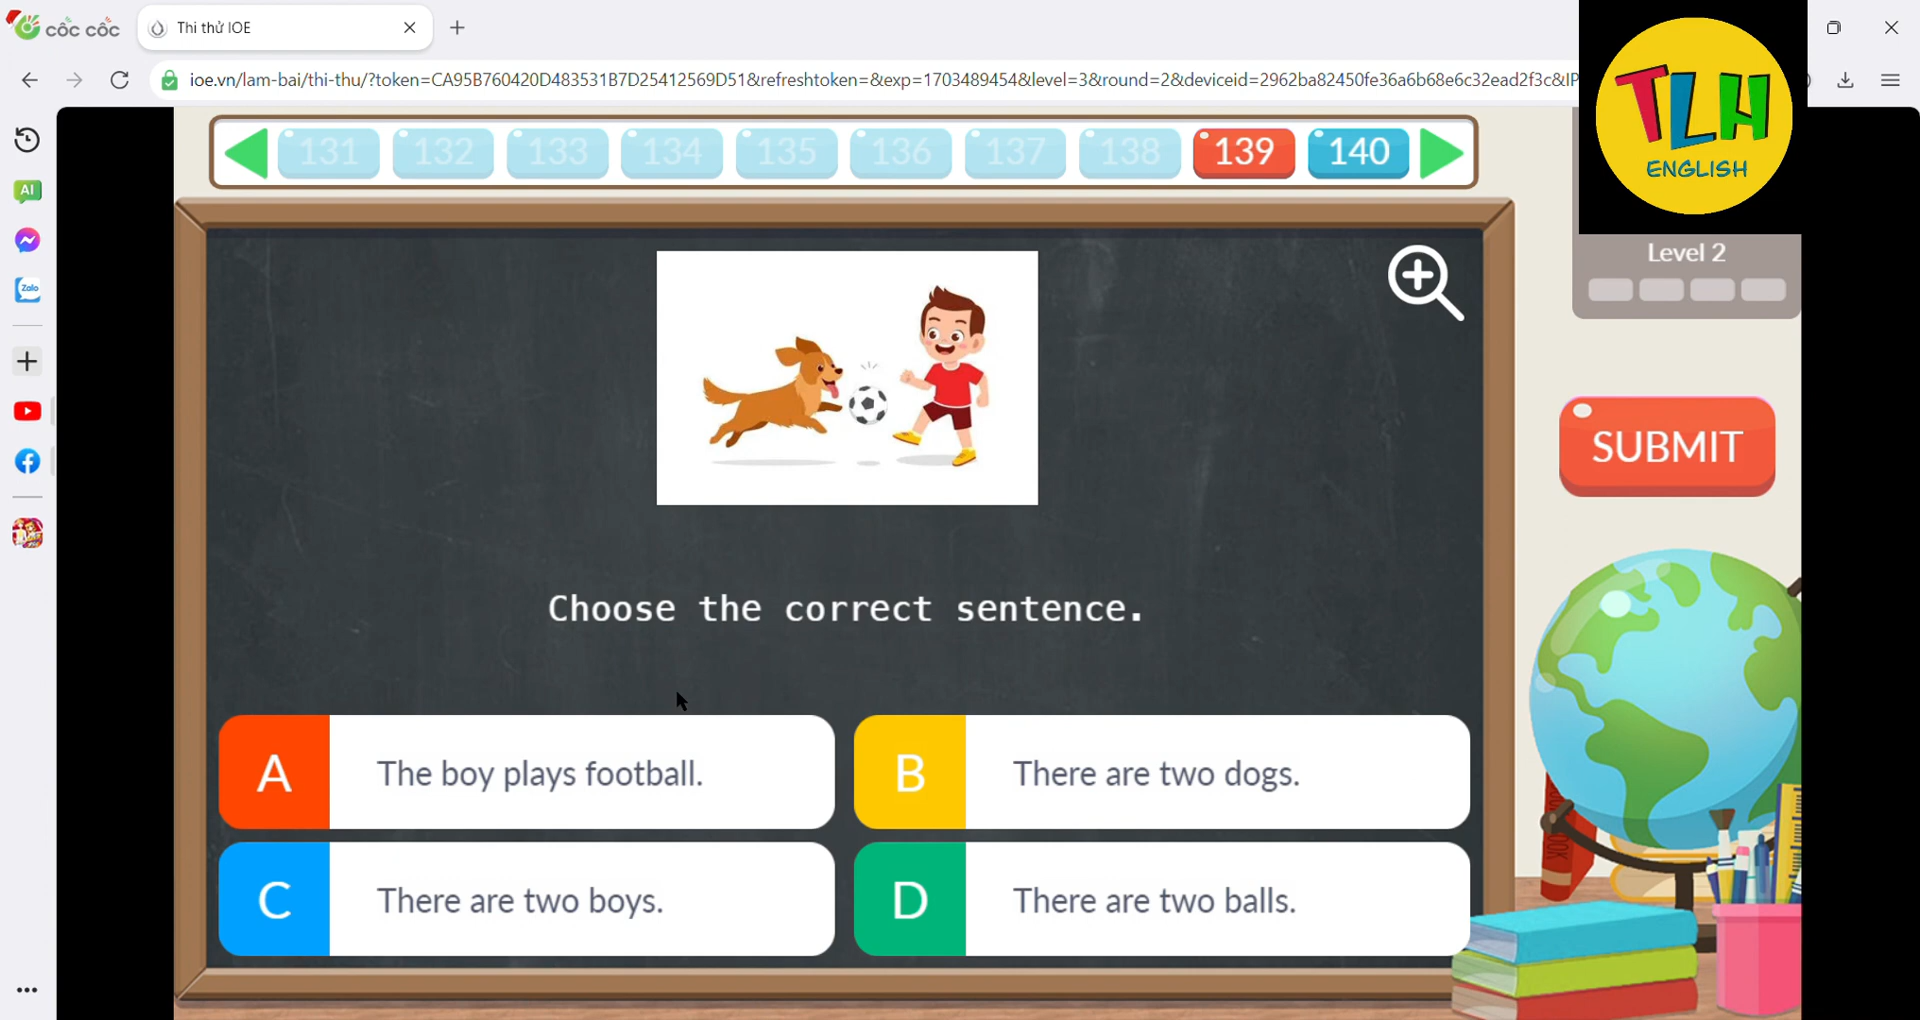 cốc cốc
Thi thử IOE
ioe.vn/lam-bai/thi-thu/?token=CA95B760420D483531B7D25412569D51&refreshtoken=&exp=1703489454&level=3&round=2&deviceid=2962ba82450fe36a6b68e6c32ead2f3c&IP
TLH
ENGLISH
AI
Zalo
131 132 133 134 135 136 137 138 139 140
Level 2
SUBMIT
Choose the correct sentence.
A The boy plays football.
B There are two dogs.
C There are two boys.
D There are two balls.